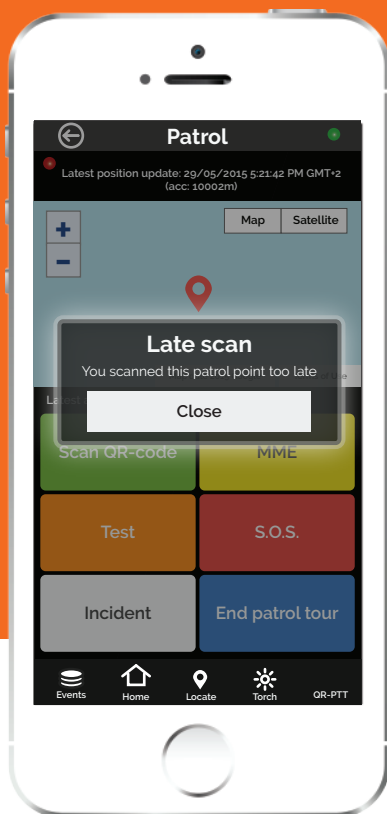 Patrol
Latest position update: 29/05/2015 5:21:42 PM GMT+2
(acc: 10002m)
+
Map Satellite
−
Late scan
You scanned this patrol point too late
Close
Scan QR-code MME
Test S.O.S.
Incident End patrol tour
Events Home Locate Torch QR-PTT